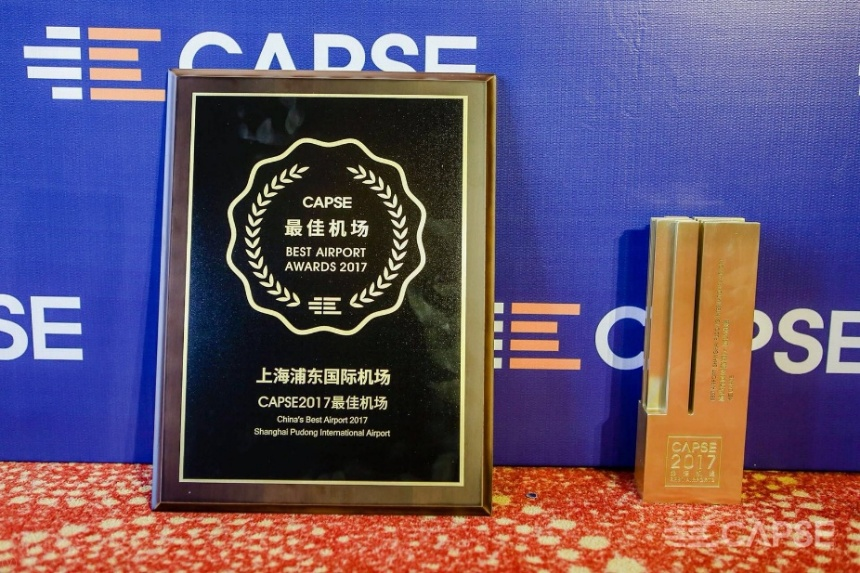 CAPSE
CAPSE
最佳机场
BEST AIRPORT
AWARDS 2017
上海浦东国际机场
CAPSE2017最佳机场
China's Best Airport 2017
Shanghai Pudong International Airport
SE
CAPSE
CAPSE
2017
CAPSE